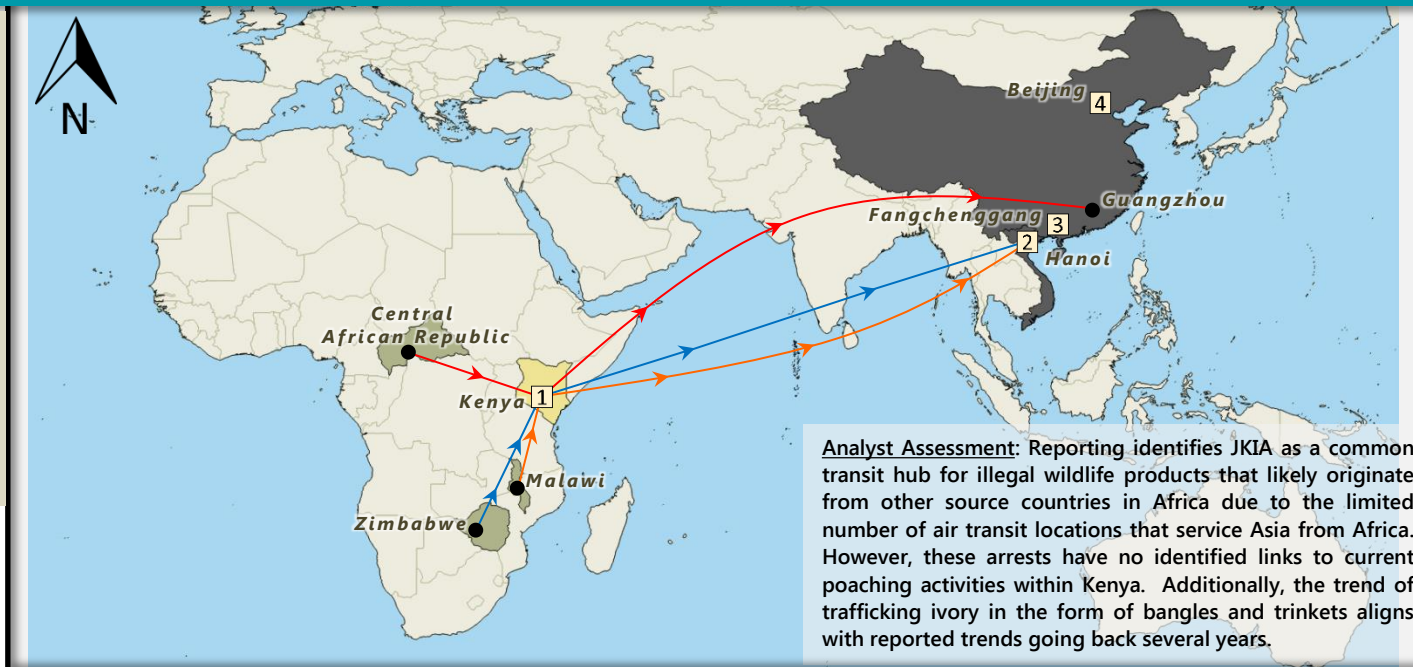 N
Beijing
4
Guangzhou
Fangchenggang
3
2
Hanoi
Central
African Republic
Kenya
1
Malawi
Zimbabwe
Analyst Assessment: Reporting identifies JKIA as a common
transit hub for illegal wildlife products that likely originate
from other source countries in Africa due to the limited
number of air transit locations that service Asia from Africa.
However, these arrests have no identified links to current
poaching activities within Kenya. Additionally, the trend of
trafficking ivory in the form of bangles and trinkets aligns
with reported trends going back several years.